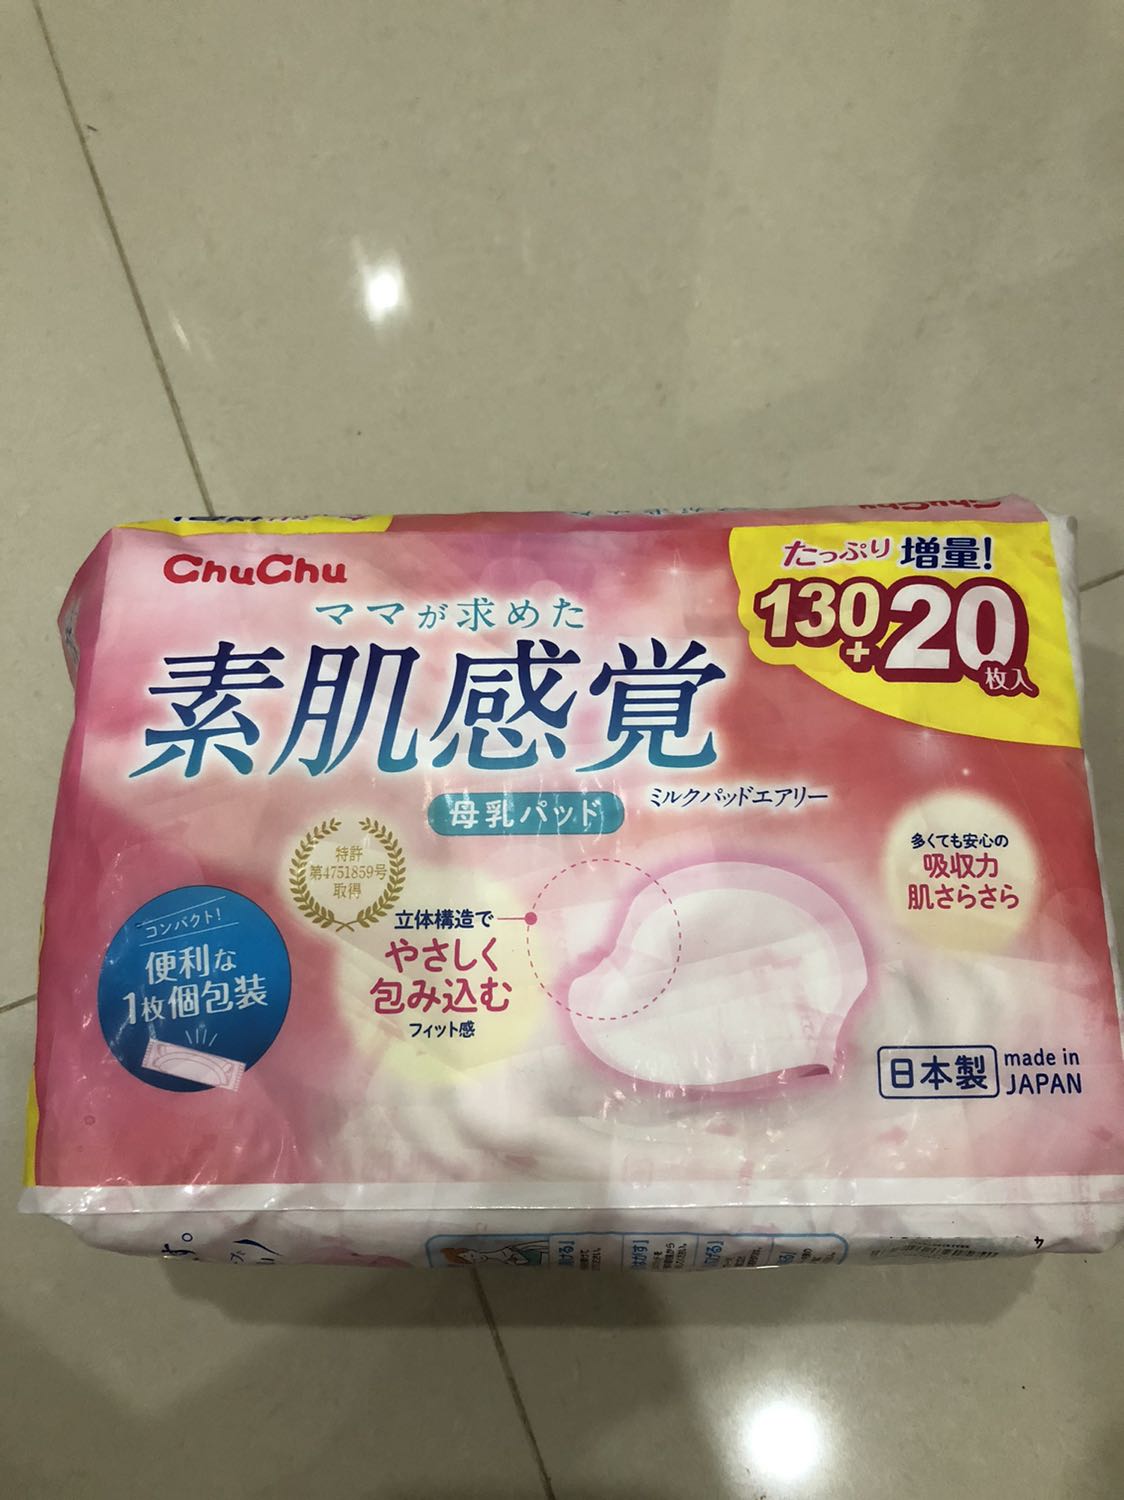 ChuChu
ChuChu
たっぷり増量!
130+20枚入
ママが求めた
素肌感覚
母乳パッド
ミルクパッドエアリー
特許
第4751859号
取得
多くても安心の
吸収力
肌さらさら
コンパクト!
便利な
1枚個包装
立体構造で
やさしく
包み込む
フィット感
日本製
made in
JAPAN
す。